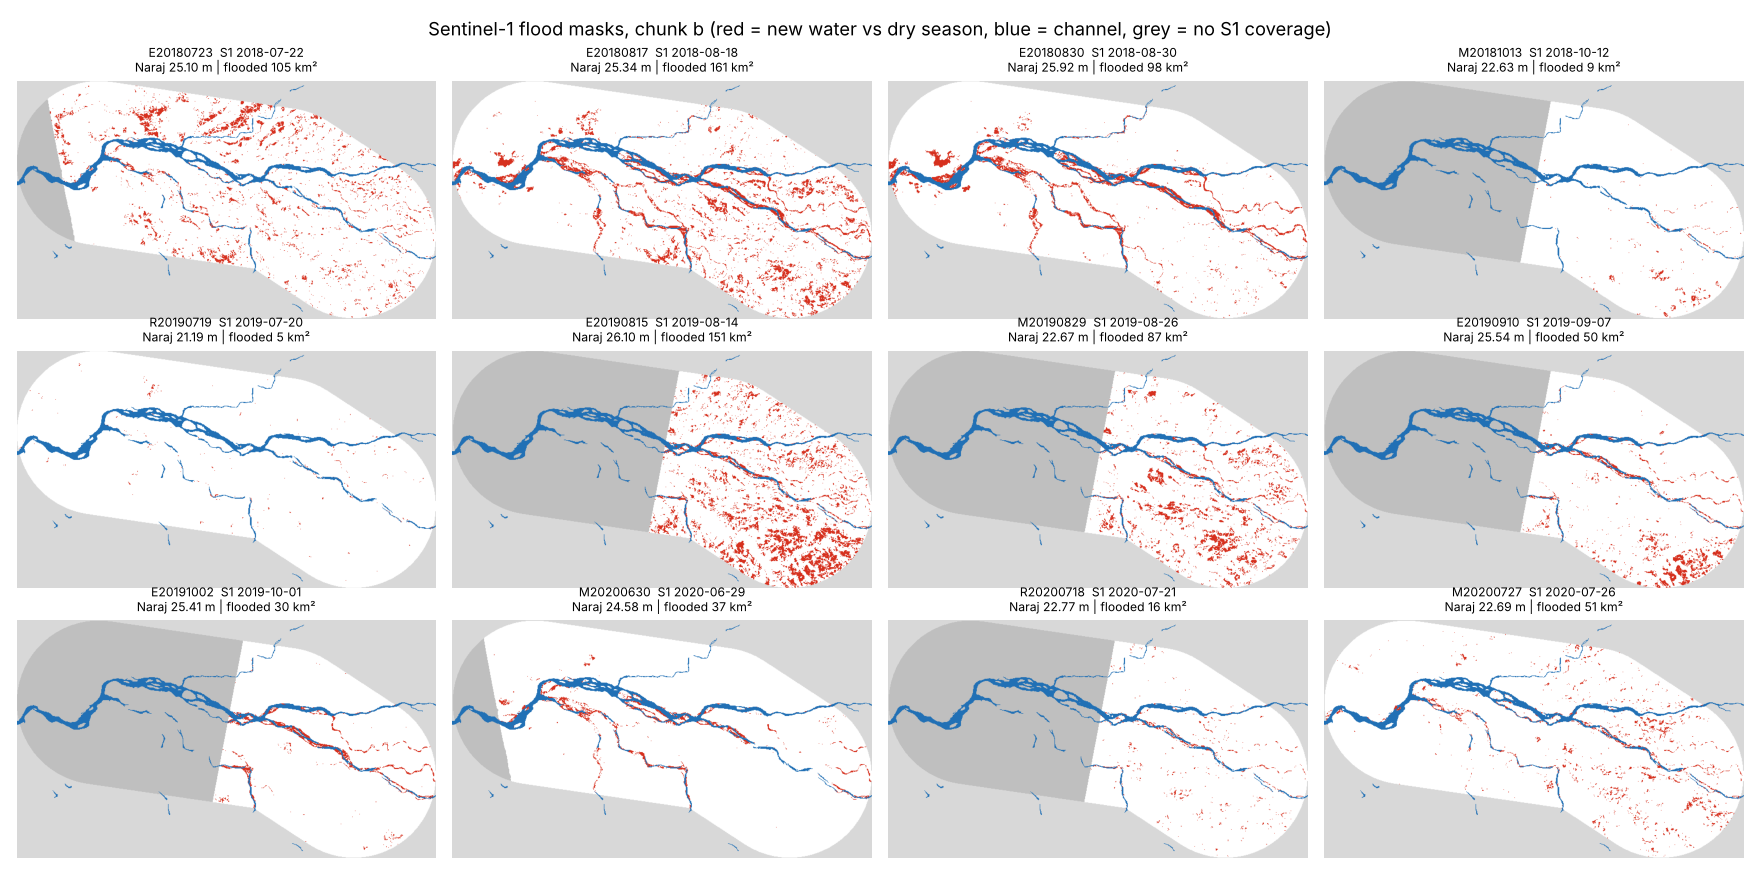 Sentinel-1 flood masks, chunk b (red = new water vs dry season, blue = channel, grey = no S1 coverage)
E20180723  S1 2018-07-22
Naraj 25.10 m | flooded 105 km²
E20180817  S1 2018-08-18
Naraj 25.34 m | flooded 161 km²
E20180830  S1 2018-08-30
Naraj 25.92 m | flooded 98 km²
M20181013  S1 2018-10-12
Naraj 22.63 m | flooded 9 km²
R20190719  S1 2019-07-20
Naraj 21.19 m | flooded 5 km²
E20190815  S1 2019-08-14
Naraj 26.10 m | flooded 151 km²
M20190829  S1 2019-08-26
Naraj 22.67 m | flooded 87 km²
E20190910  S1 2019-09-07
Naraj 25.54 m | flooded 50 km²
E20191002  S1 2019-10-01
Naraj 25.41 m | flooded 30 km²
M20200630  S1 2020-06-29
Naraj 24.58 m | flooded 37 km²
R20200718  S1 2020-07-21
Naraj 22.77 m | flooded 16 km²
M20200727  S1 2020-07-26
Naraj 22.69 m | flooded 51 km²